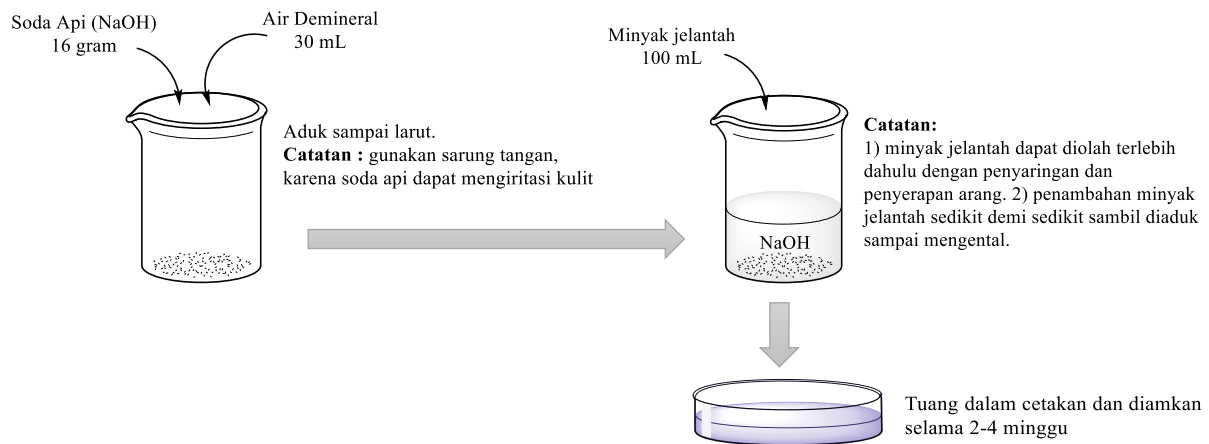 Soda Api (NaOH)
16 gram
Air Demineral
30 mL
Aduk sampai larut.
Catatan : gunakan sarung tangan,
karena soda api dapat mengiritasi kulit
Minyak jelantah
100 mL
NaOH
Catatan:
1) minyak jelantah dapat diolah terlebih
dahulu dengan penyaringan dan
penyerapan arang. 2) penambahan minyak
jelantah sedikit demi sedikit sambil diaduk
sampai mengental.
Tuang dalam cetakan dan diamkan
selama 2-4 minggu